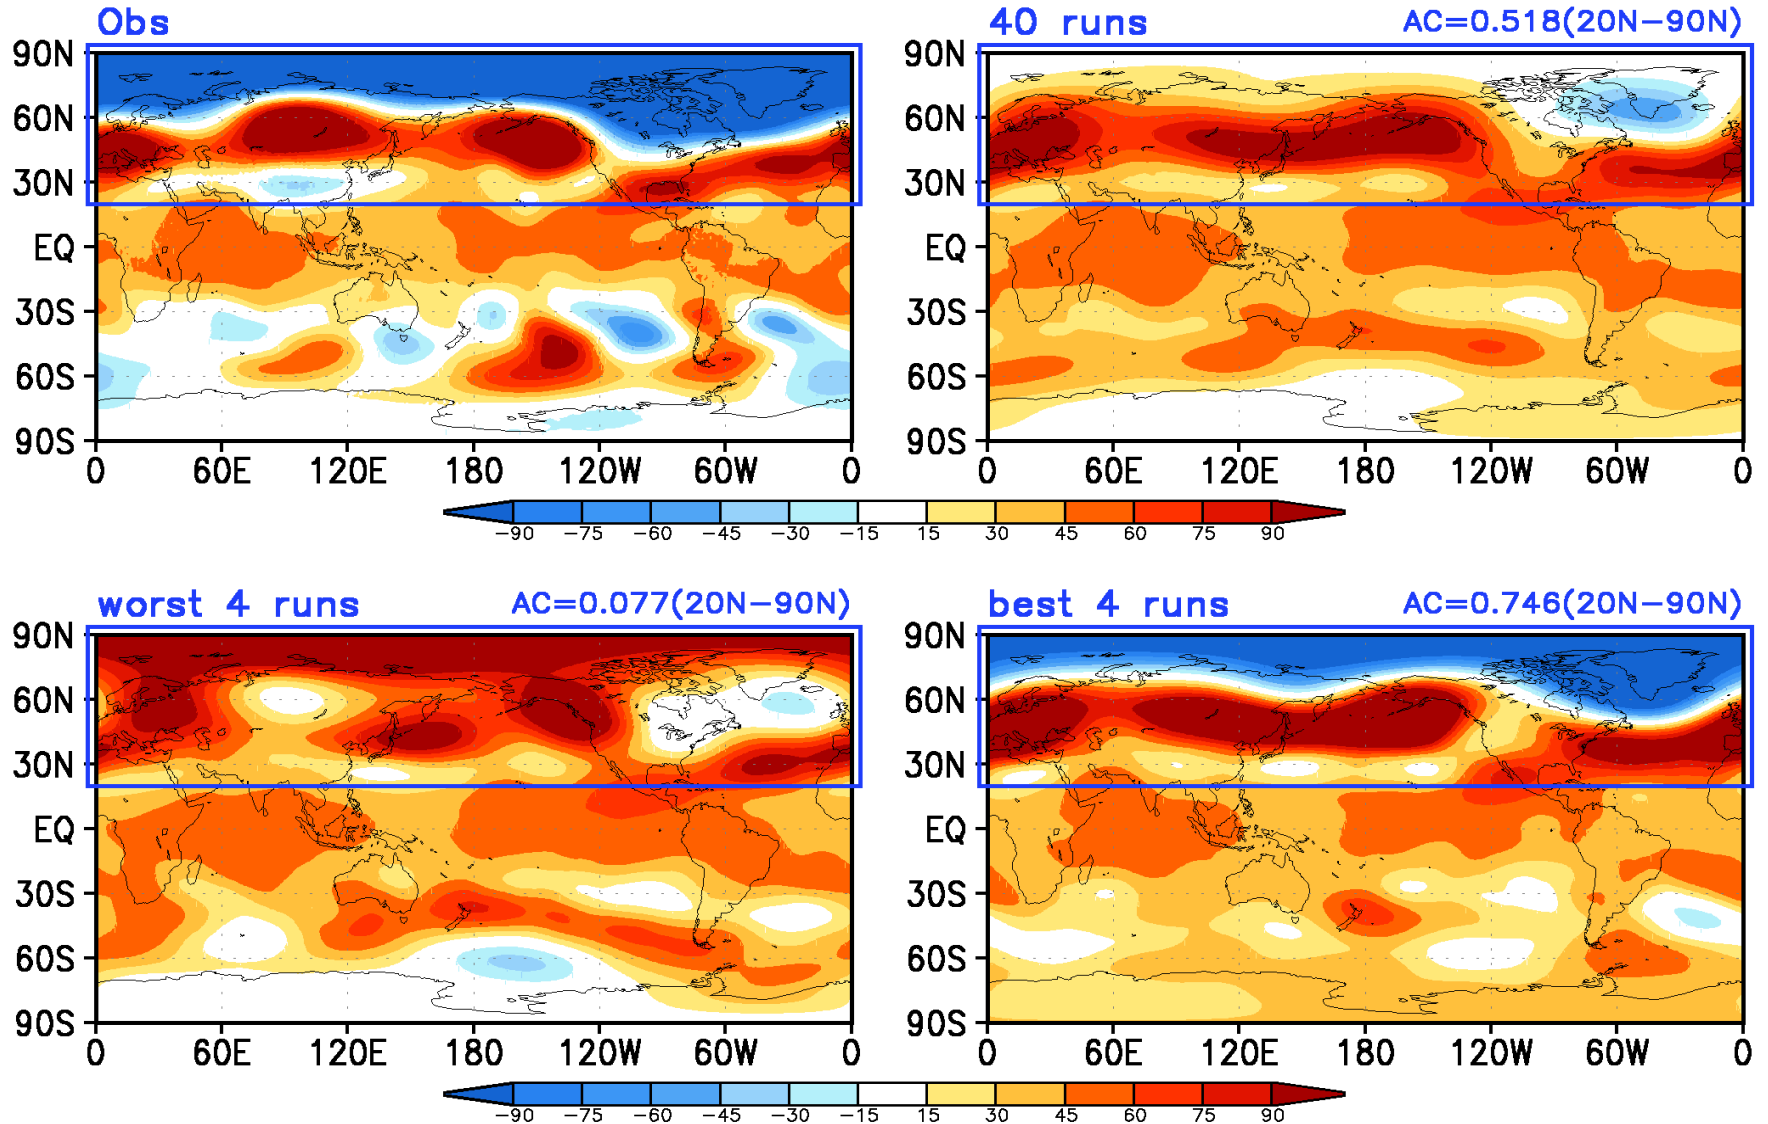 Obs
40 runs AC=0.518(20N−90N)
90N
60N
30N
EQ
30S
60S
90S
0 60E 120E 180 120W 60W 0
90N
60N
30N
EQ
30S
60S
90S
0 60E 120E 180 120W 60W 0
−90 −75 −60 −45 −30 −15 15 30 45 60 75 90
worst 4 runs AC=0.077(20N−90N)
best 4 runs AC=0.746(20N−90N)
90N
60N
30N
EQ
30S
60S
90S
0 60E 120E 180 120W 60W 0
90N
60N
30N
EQ
30S
60S
90S
0 60E 120E 180 120W 60W 0
−90 −75 −60 −45 −30 −15 15 30 45 60 75 90